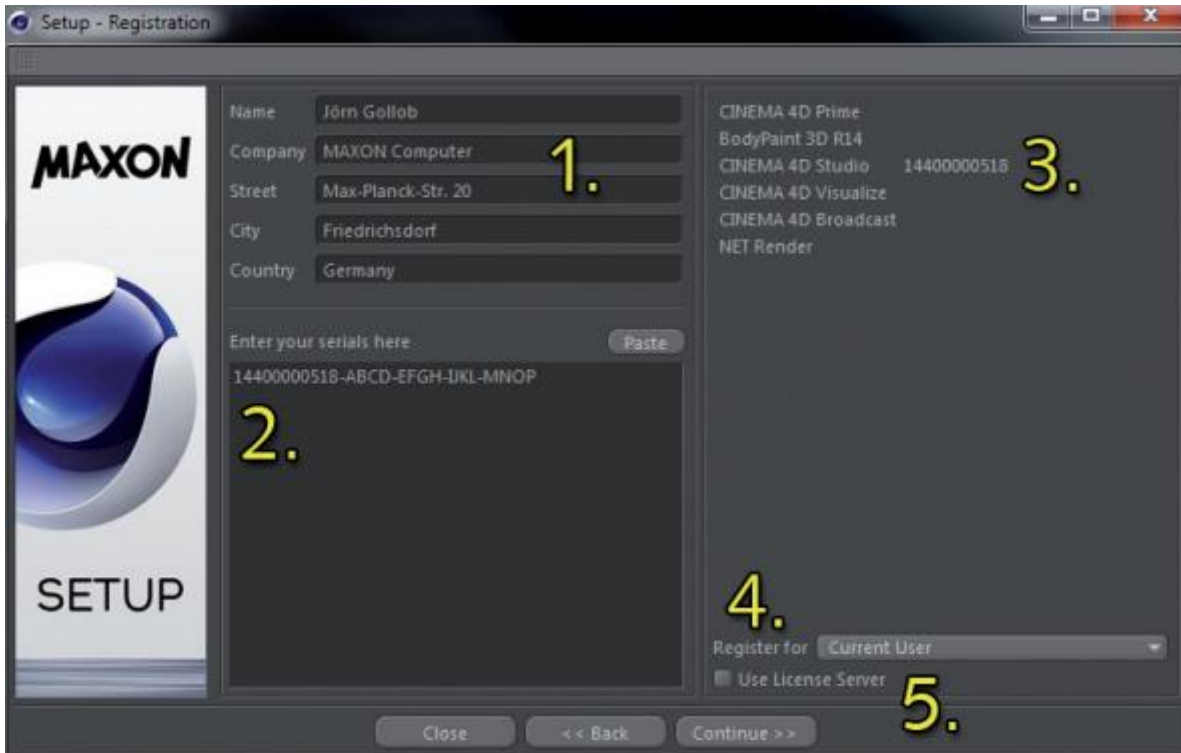 Setup - Registration
MAXON
SETUP
Name Jörn Gollob
Company MAXON Computer
1.
Street Max-Planck-Str. 20
City Friedrichsdorf
Country Germany
Enter your serials here Paste
14400000518-ABCD-EFGH-IJKL-MNOP
2.
CINEMA 4D Prime
BodyPaint 3D R14
CINEMA 4D Studio 14400000518
3.
CINEMA 4D Visualize
CINEMA 4D Broadcast
NET Render
4.
Register for Current User
Use License Server
5.
Close << Back Continue >>